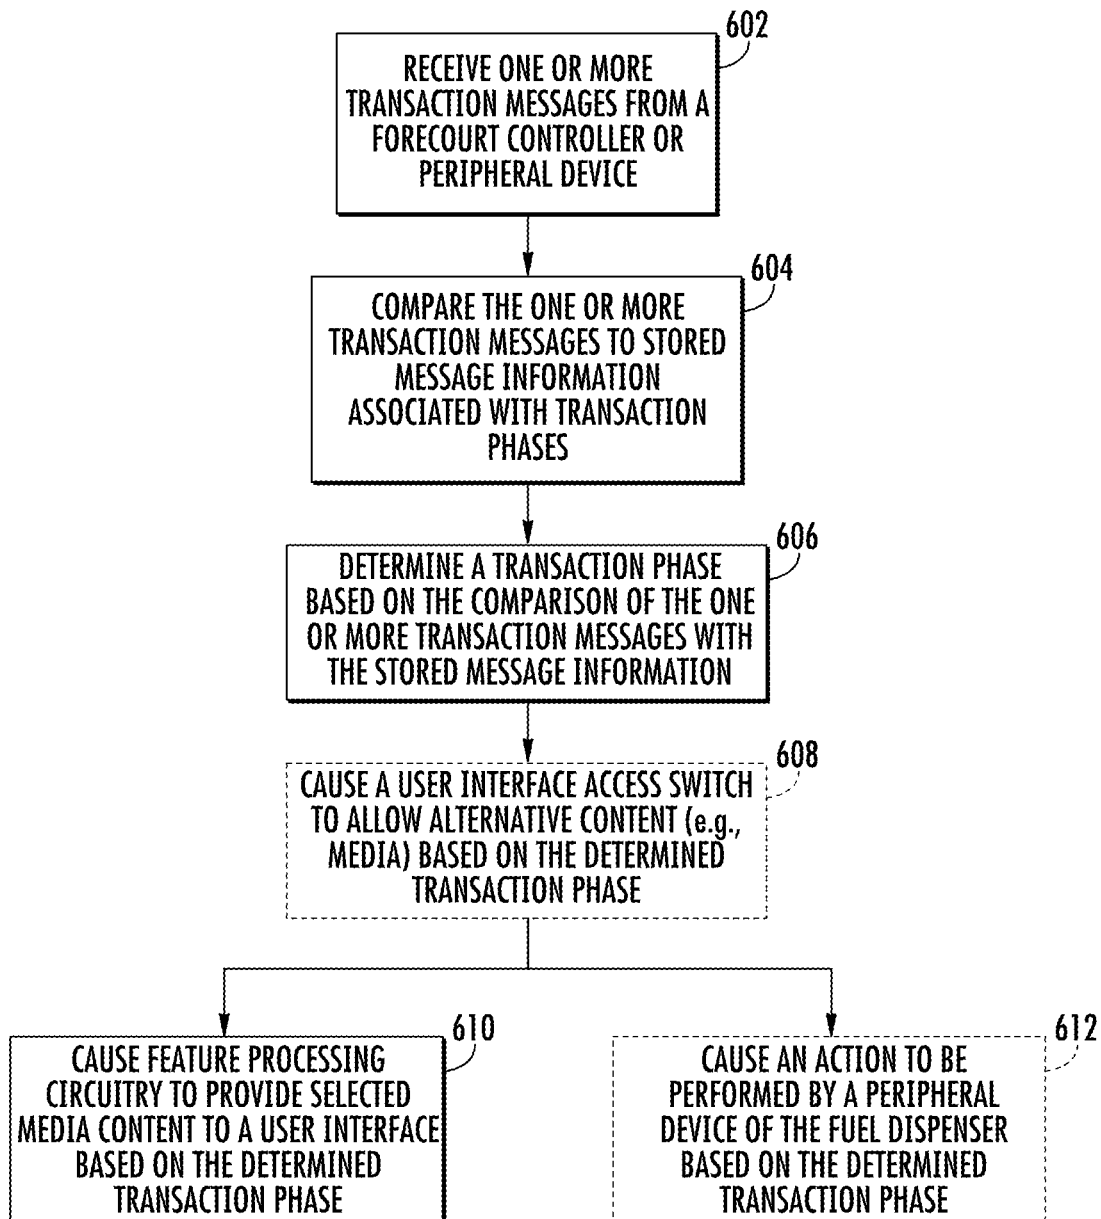 602
RECEIVE ONE OR MORE
TRANSACTION MESSAGES FROM A
FORECOURT CONTROLLER OR
PERIPHERAL DEVICE
604
COMPARE THE ONE OR MORE
TRANSACTION MESSAGES TO STORED
MESSAGE INFORMATION
ASSOCIATED WITH TRANSACTION
PHASES
606
DETERMINE A TRANSACTION PHASE
BASED ON THE COMPARISON OF THE ONE
OR MORE TRANSACTION MESSAGES WITH
THE STORED MESSAGE INFORMATION
608
CAUSE A USER INTERFACE ACCESS SWITCH
TO ALLOW ALTERNATIVE CONTENT (e.g.,
MEDIA) BASED ON THE DETERMINED
TRANSACTION PHASE
610
CAUSE FEATURE PROCESSING
CIRCUITRY TO PROVIDE SELECTED
MEDIA CONTENT TO A USER INTERFACE
BASED ON THE DETERMINED
TRANSACTION PHASE
612
CAUSE AN ACTION TO BE
PERFORMED BY A PERIPHERAL
DEVICE OF THE FUEL DISPENSER
BASED ON THE DETERMINED
TRANSACTION PHASE